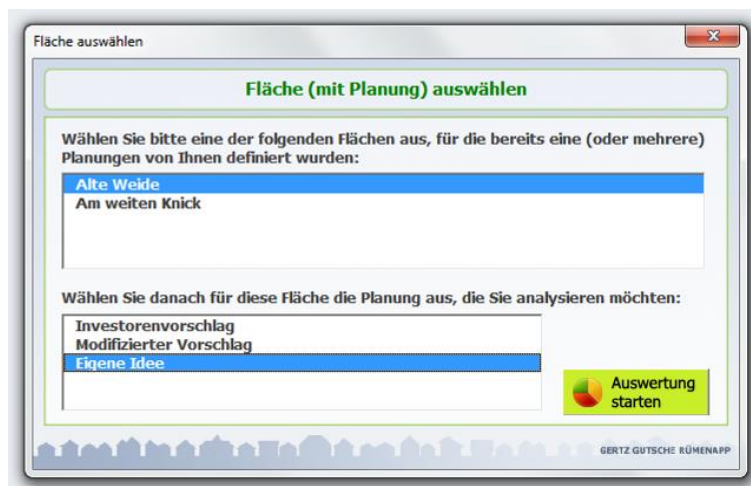 Fläche auswählen
Fläche (mit Planung) auswählen
Wählen Sie bitte eine der folgenden Flächen aus, für die bereits eine (oder mehrere)
Planungen von Ihnen definiert wurden:
Alte Weide
Am weiten Knick
Wählen Sie danach für diese Fläche die Planung aus, die Sie analysieren möchten:
Investorenvorschlag
Modifizierter Vorschlag
Eigene Idee
Auswertung
starten
GERTZ GUTSCHE RÜMENAPP